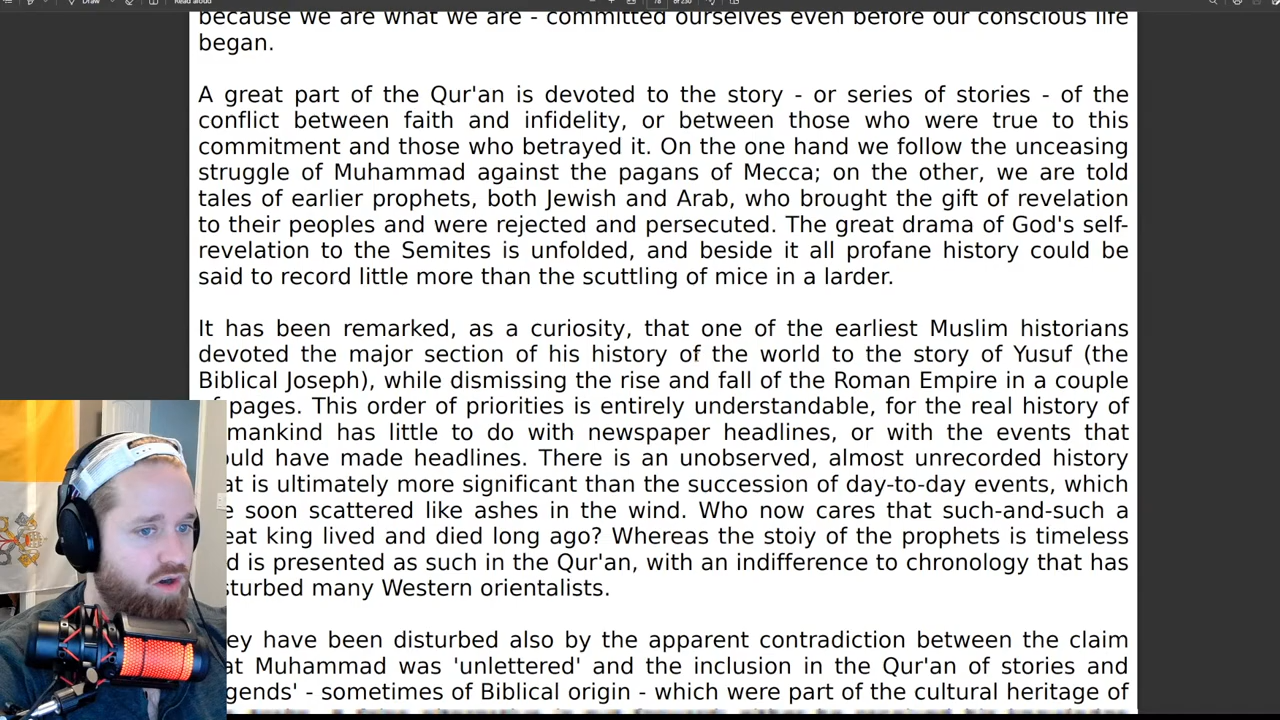 Draw
Read aloud
of 230
because we are what we are - committed ourselves even before our conscious life
began.
A great part of the Qur'an is devoted to the story - or series of stories - of the
conflict between faith and infidelity, or between those who were true to this
commitment and those who betrayed it. On the one hand we follow the unceasing
struggle of Muhammad against the pagans of Mecca; on the other, we are told
tales of earlier prophets, both Jewish and Arab, who brought the gift of revelation
to their peoples and were rejected and persecuted. The great drama of God's self-
revelation to the Semites is unfolded, and beside it all profane history could be
said to record little more than the scuttling of mice in a larder.
It has been remarked, as a curiosity, that one of the earliest Muslim historians
devoted the major section of his history of the world to the story of Yusuf (the
Biblical Joseph), while dismissing the rise and fall of the Roman Empire in a couple
pages. This order of priorities is entirely understandable, for the real history of
mankind has little to do with newspaper headlines, or with the events that
have made headlines. There is an unobserved, almost unrecorded history
is ultimately more significant than the succession of day-to-day events, which
soon scattered like ashes in the wind. Who now cares that such-and-such a
king lived and died long ago? Whereas the stoiy of the prophets is timeless
is presented as such in the Qur'an, with an indifference to chronology that has
many Western orientalists.
have been disturbed also by the apparent contradiction between the claim
Muhammad was 'unlettered' and the inclusion in the Qur'an of stories and
- sometimes of Biblical origin - which were part of the cultural heritage of